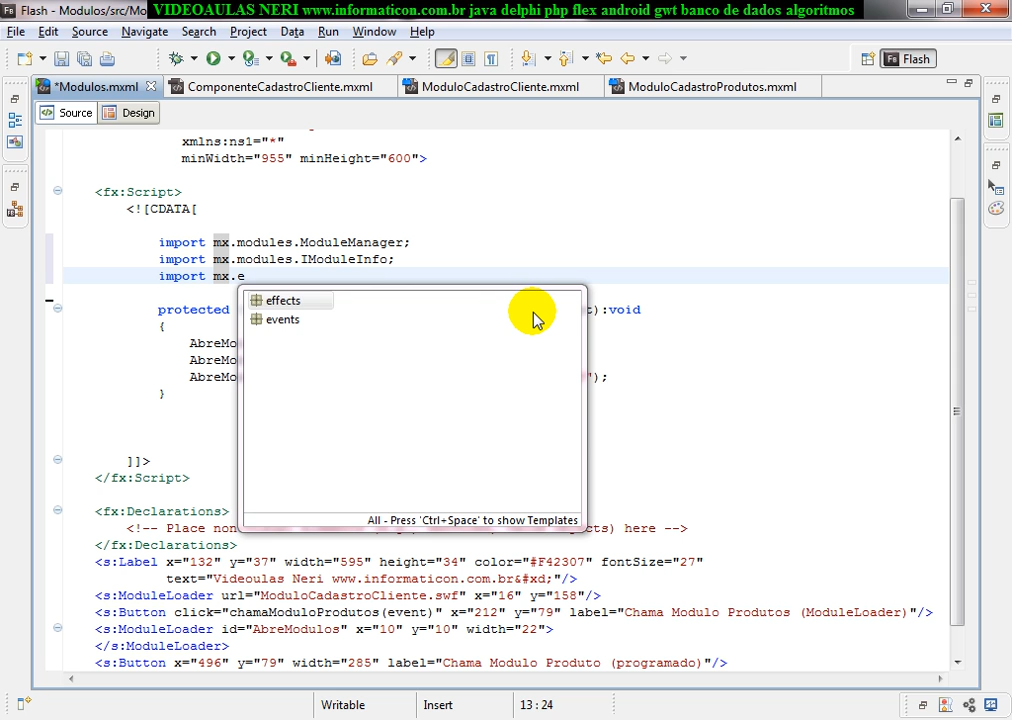 Flash - Modulos/src/Mo
VIDEOAULAS NERI www.informaticon.com.br java delphi php flex android gwt banco de dados algoritmos
File Edit Source Navigate Search Project Data Run Window Help
Flash
*Modulos.mxml ComponenteCadastroCliente.mxml ModuloCadastroCliente.mxml ModuloCadastroProdutos.mxml
Source Design
xmlns:ns1="*"
minWidth="955" minHeight="600">
<fx:Script>
<![CDATA[
import mx.modules.ModuleManager;
import mx.modules.IModuleInfo;
import mx.e
effects
events
protected
:void
{
AbreMo
AbreMo
AbreMo
");
}
All - Press 'Ctrl+Space' to show Templates
]]>
</fx:Script>
<fx:Declarations>
<!-- Place non
here -->
</fx:Declarations>
<s:Label x="132" y="37" width="595" height="34" color="#F42307" fontSize="27"
text="Videoulas Neri www.informaticon.com.br&#xd;"/>
<s:ModuleLoader url="ModuloCadastroCliente.swf" x="16" y="158"/>
<s:Button click="chamaModuloProdutos(event)" x="212" y="79" label="Chama Modulo Produtos (ModuleLoader)"/>
<s:ModuleLoader id="AbreModulos" x="10" y="10" width="22">
</s:ModuleLoader>
<s:Button x="496" y="79" width="285" label="Chama Modulo Produto (programado)"/>
Writable Insert 13 : 24